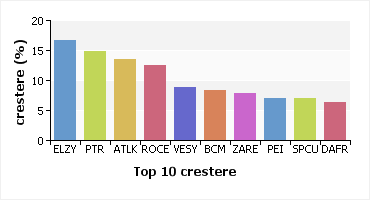 20
15
10
5
0
crestere (%)
ELZY PTR ATLK ROCE VESY BCM ZARE PEI SPCU DAFR
Top 10 crestere